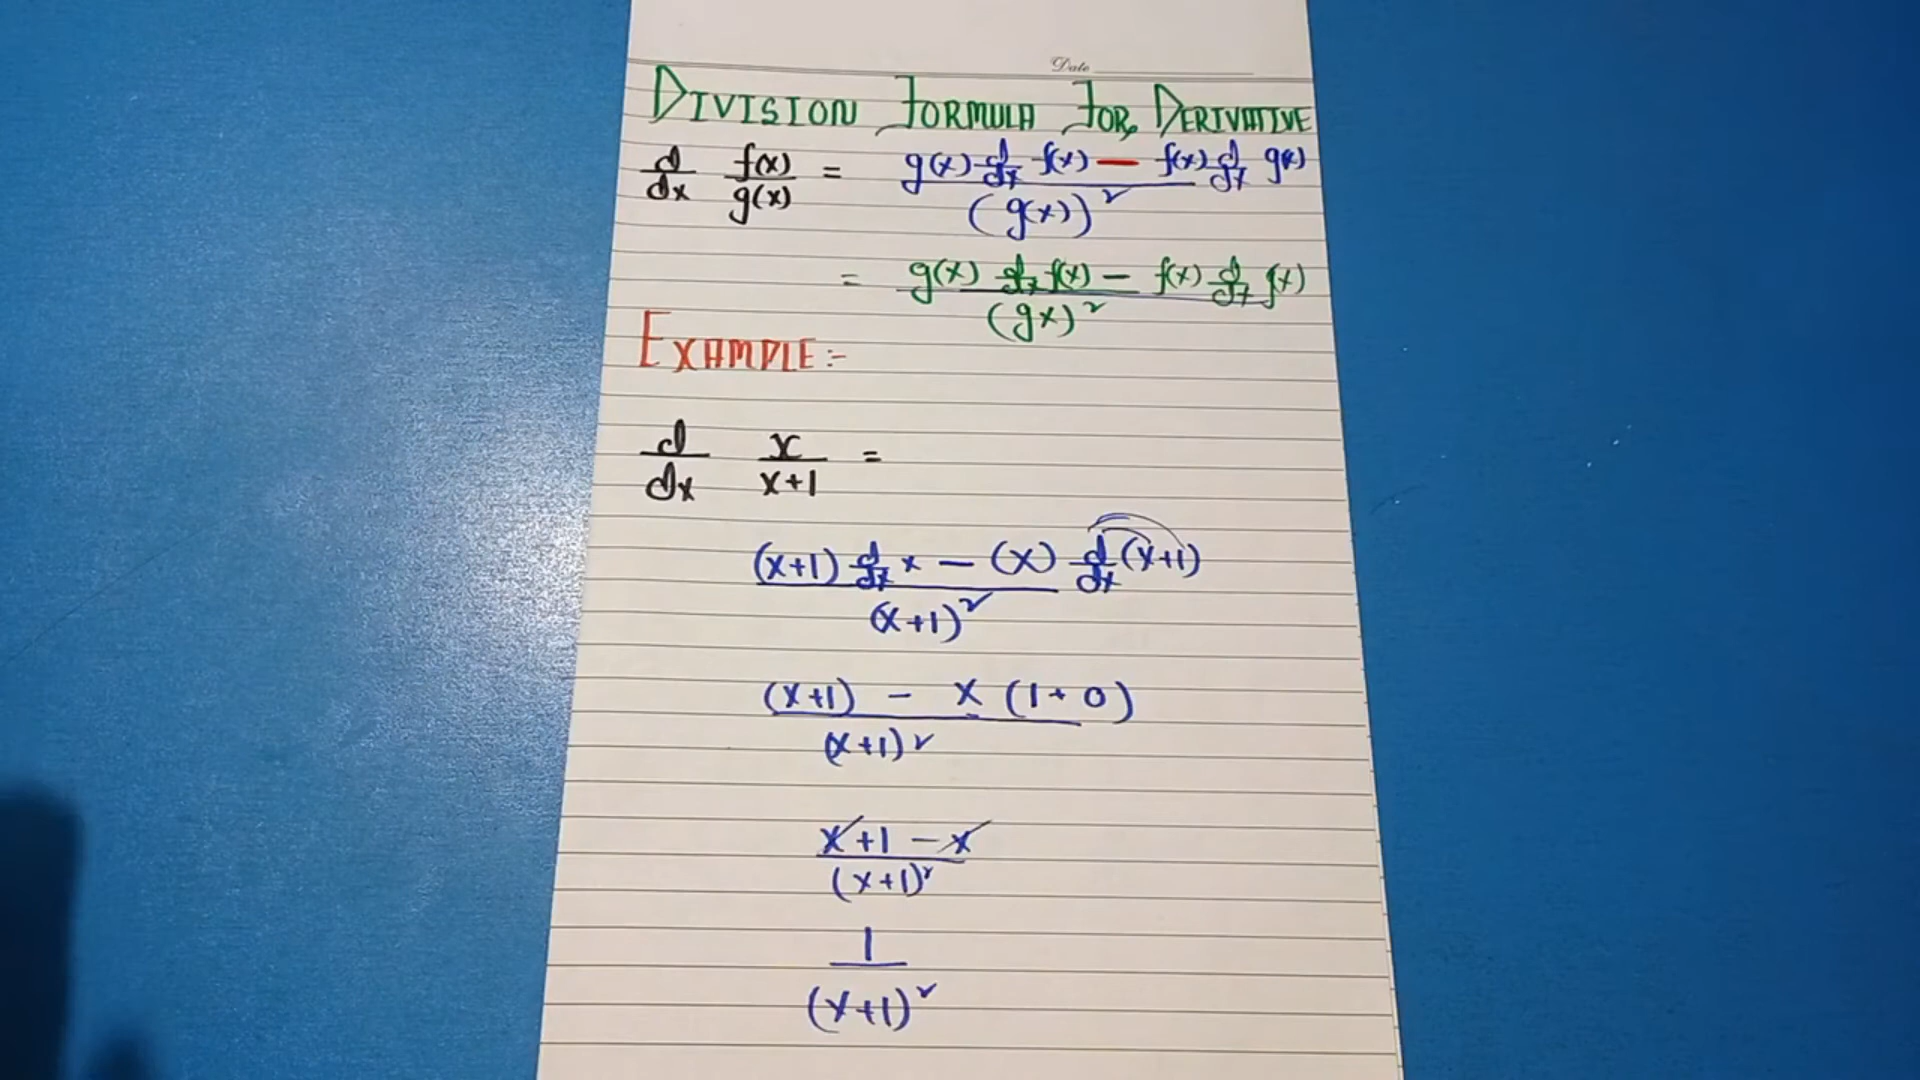 Date
DIVISION FORMULA FOR DERIVATIVE
d/dx f(x)/g(x) = (g(x) d/dx f(x) — f(x) d/dx g(x)) / (g(x))²
= (g(x) d/dx f(x) – f(x) d/dx f(x)) / (gx)²
EXAMPLE:-
d/dx x/x+1 =
((x+1) d/dx x – (x) d/dx (x+1)) / (x+1)²
((x+1) – x (1+0)) / (x+1)²
(x+1 – x) / (x+1)²
1 / (x+1)²